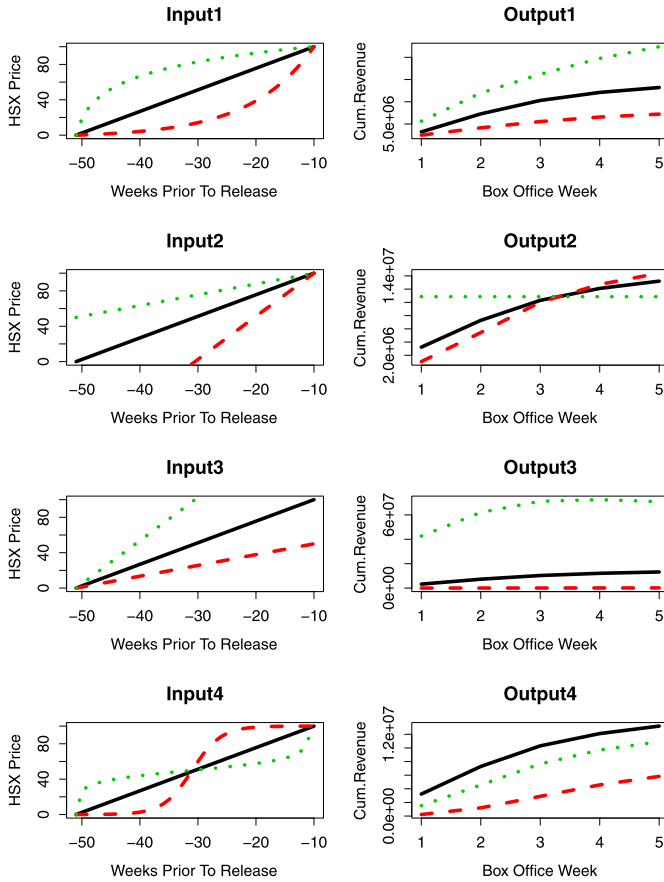 Input1
HSX Price
0 40 80
−50 −40 −30 −20 −10
Weeks Prior To Release
Output1
Cum.Revenue
5.0e+06
1 2 3 4 5
Box Office Week
Input2
HSX Price
0 40 80
−50 −40 −30 −20 −10
Weeks Prior To Release
Output2
Cum.Revenue
2.0e+06 1.4e+07
1 2 3 4 5
Box Office Week
Input3
HSX Price
0 40 80
−50 −40 −30 −20 −10
Weeks Prior To Release
Output3
Cum.Revenue
0e+00 6e+07
1 2 3 4 5
Box Office Week
Input4
HSX Price
0 40 80
−50 −40 −30 −20 −10
Weeks Prior To Release
Output4
Cum.Revenue
0.0e+00 1.2e+07
1 2 3 4 5
Box Office Week